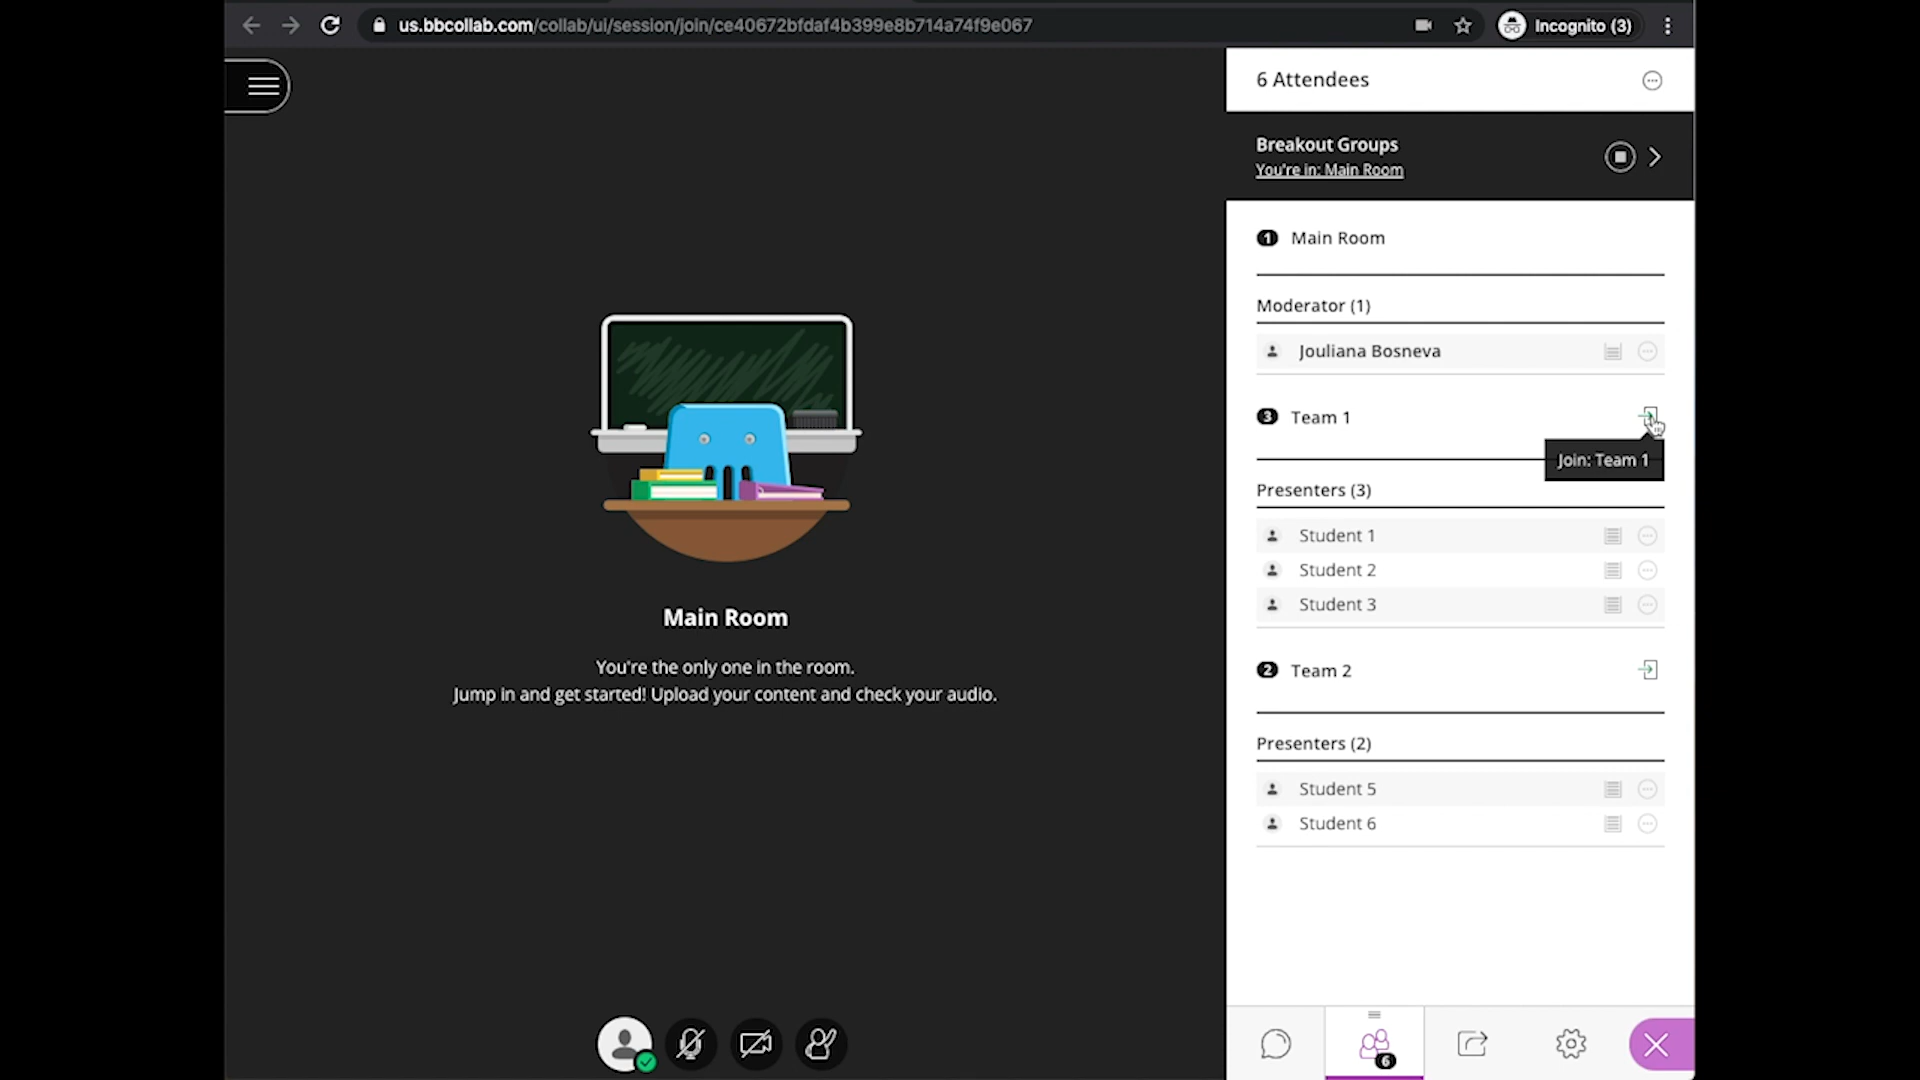 us.bbcollab.com/collab/ui/session/join/ce40672bfdaf4b399e8b714a74f9e067
Incognito (3)
6 Attendees
Breakout Groups
You're in: Main Room
1 Main Room
Moderator (1)
Jouliana Bosneva
3 Team 1
Join: Team 1
Presenters (3)
Student 1
Student 2
Student 3
2 Team 2
Presenters (2)
Student 5
Student 6
Main Room
You're the only one in the room.
Jump in and get started! Upload your content and check your audio.
6